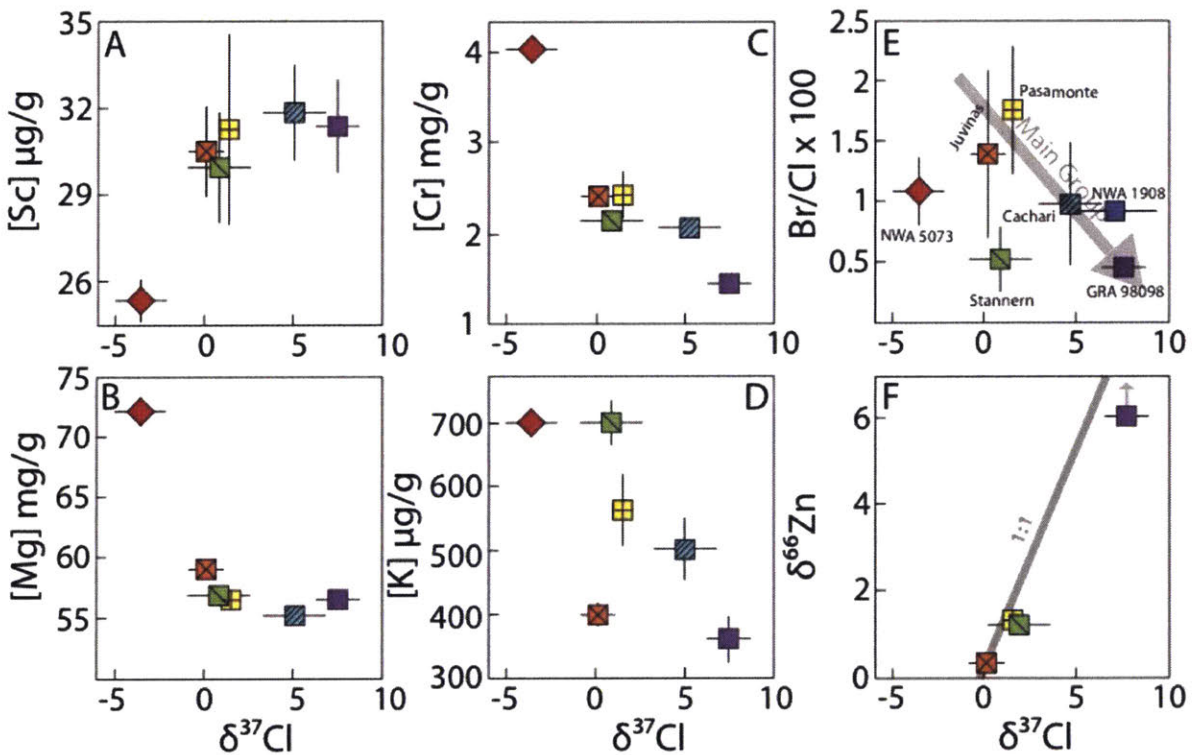 A
35
32
29
26
[Sc] µg/g
-5 0 5 10
C
4
3
2
1
[Cr] mg/g
-5 0 5 10
E
2.5
2
1.5
1
0.5
Br/Cl x 100
Pasamonte
Juvinas
Main Group
NWA 1908
Cachari
NWA 5073
GRA 98098
Stannern
-5 0 5 10
B
75
70
65
60
55
[Mg] mg/g
-5 0 5 10
δ37Cl
D
700
600
500
400
300
[K] µg/g
-5 0 5 10
δ37Cl
F
6
4
2
0
δ66Zn
1:1
-5 0 5 10
δ37Cl